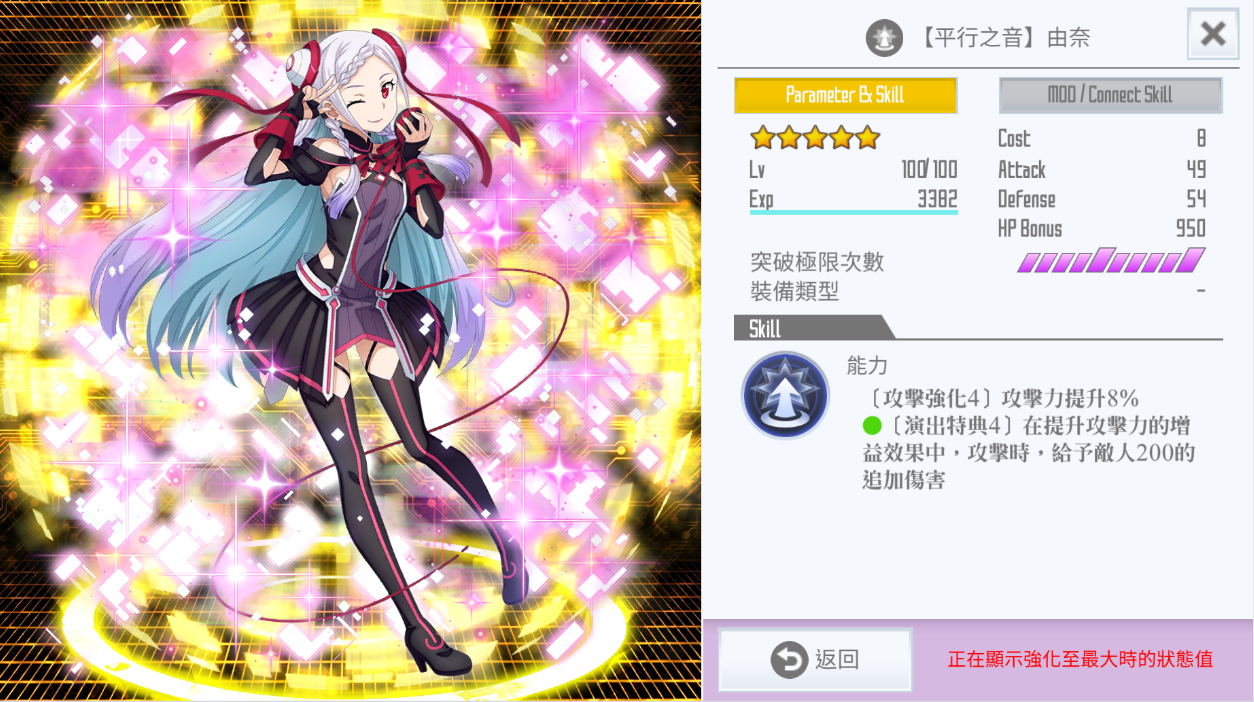 【平行之音】由奈
Parameter & Skill
MOD / Connect Skill
Lv 100/100
Exp 3382
Cost 8
Attack 49
Defense 54
HP Bonus 950
突破極限次數
裝備類型 -
Skill
能力
〔攻擊強化4〕攻擊力提升8%
〔演出特典4〕在提升攻擊力的增
益效果中，攻擊時，給予敵人200的
追加傷害
返回
正在顯示強化至最大時的狀態值